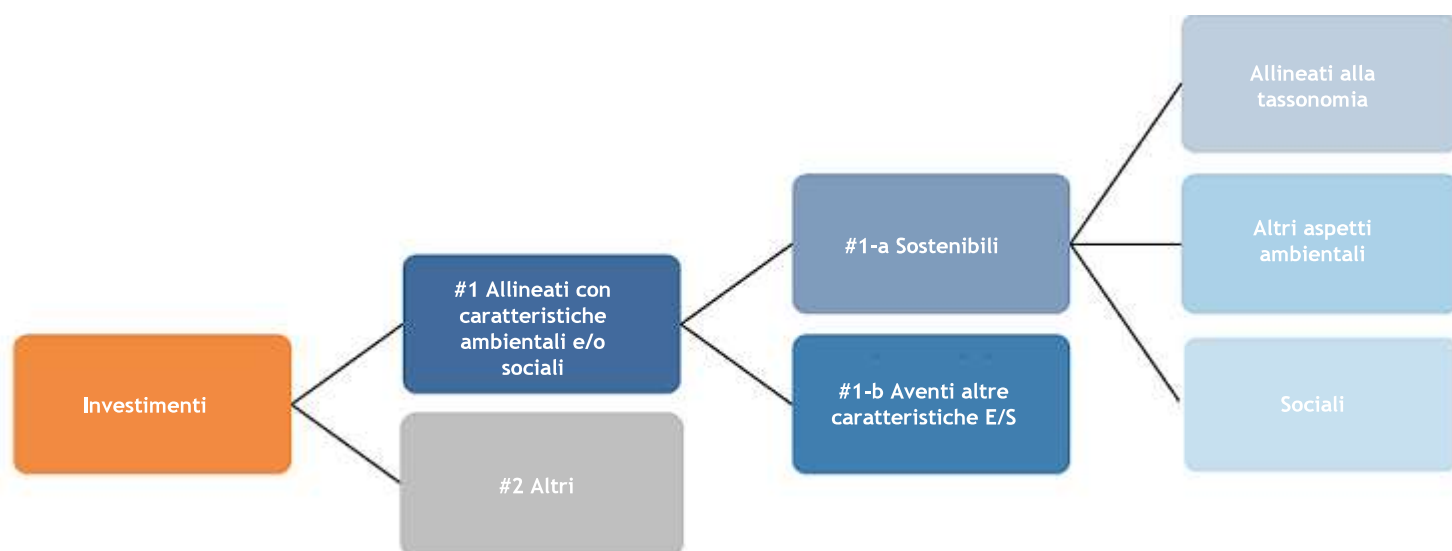 Investimenti
#1 Allineati con
caratteristiche
ambientali e/o
sociali
#2 Altri
#1-a Sostenibili
#1-b Aventi altre
caratteristiche E/S
Allineati alla
tassonomia
Altri aspetti
ambientali
Sociali